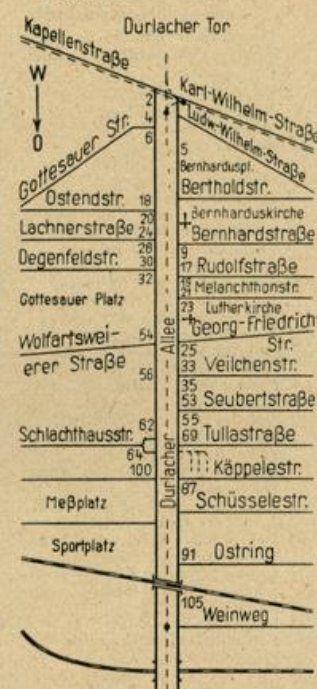 Durlacher Tor
Kapellenstraße
W
O
Karl-Wilhelm-Straße
Ludw.-Wilhelm-Straße
Gottesauer Str.
2
4
6
5
Bernharduspl.
Bertholdstr.
Ostendstr. 18
Bernharduskirche
Lachnerstraße 20
24
Bernhardstraße
Degenfeldstr. 28
30
9
17 Rudolfstraße
32
19
21 Melanchthonstr.
Gottesauer Platz
23 Lutherkirche
Georg-Friedrich
Str.
Wolfartswei-
erer Straße
54
56
25
33 Veilchenstr.
35
53 Seubertstraße
Schlachthausstr. 62
64
100
55
69 Tullastraße
Käppelestr.
Meßplatz
87 Schüsselestr.
Sportplatz
91 Ostring
105 Weinweg
Durlacher Allee